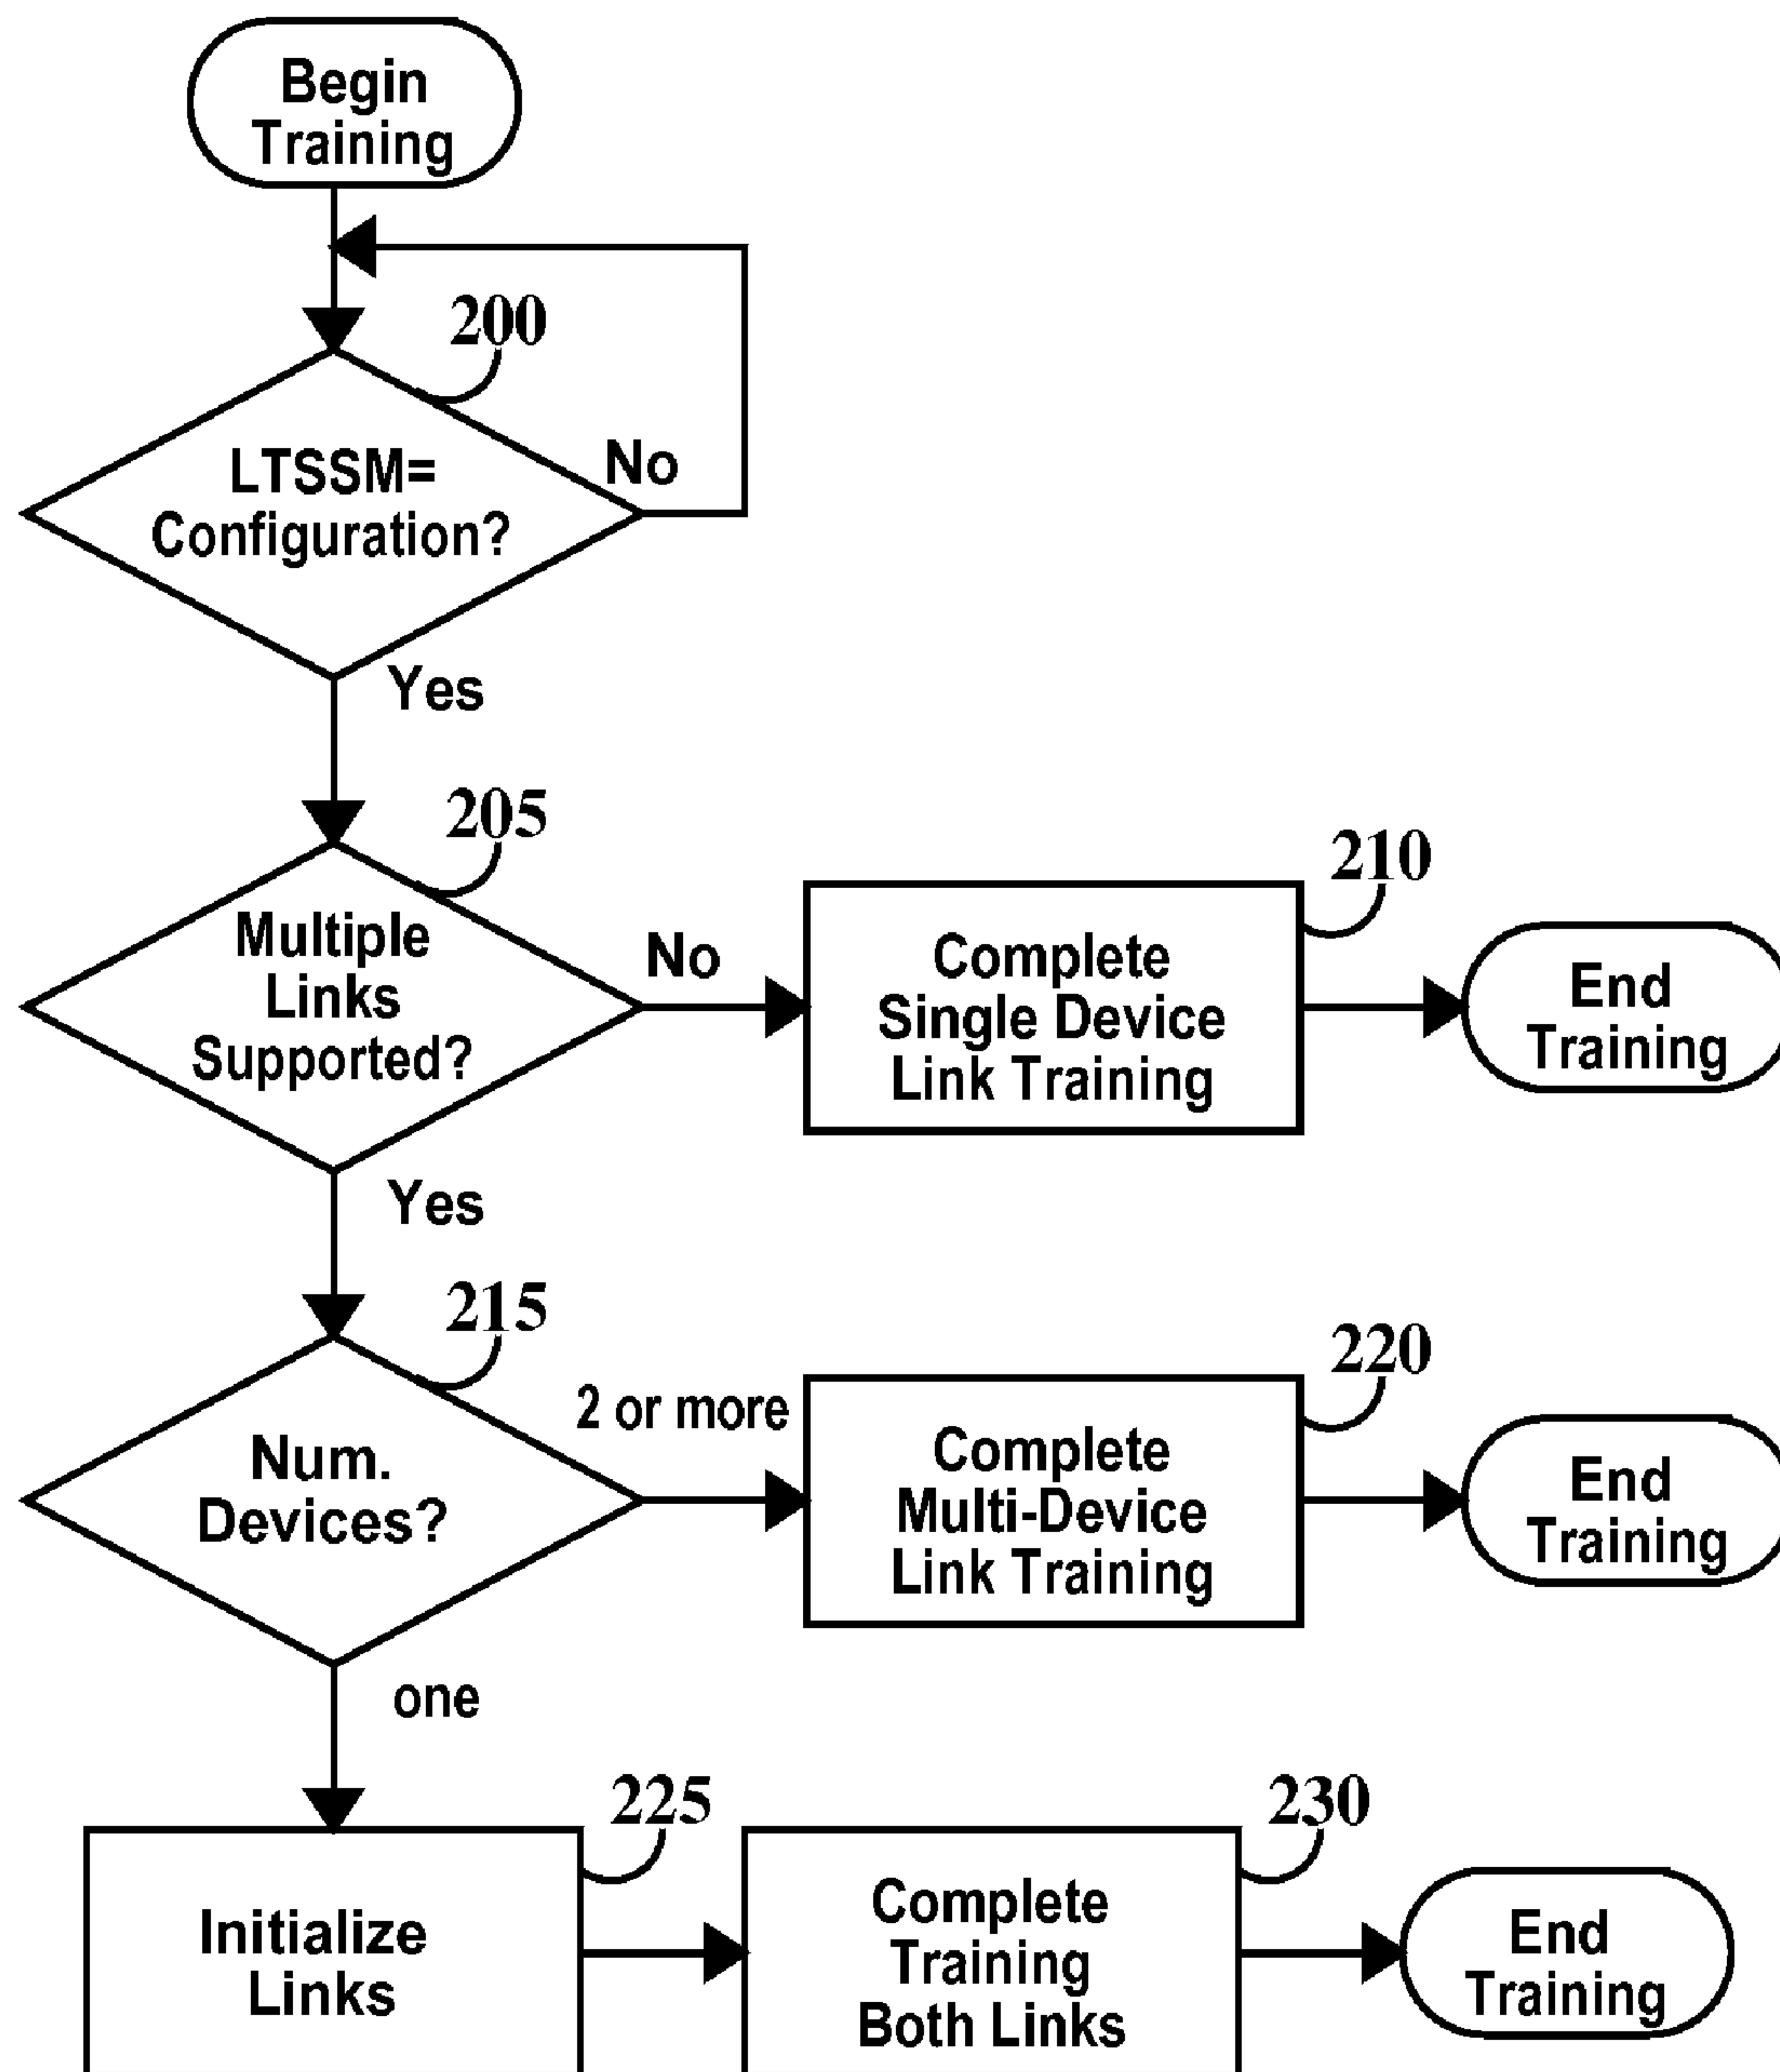 Begin
Training
200
LTSSM=
Configuration?
No
Yes
205
Multiple
Links
Supported?
No
210
Complete
Single Device
Link Training
End
Training
Yes
215
Num.
Devices?
2 or more
220
Complete
Multi-Device
Link Training
End
Training
one
225
Initialize
Links
230
Complete
Training
Both Links
End
Training